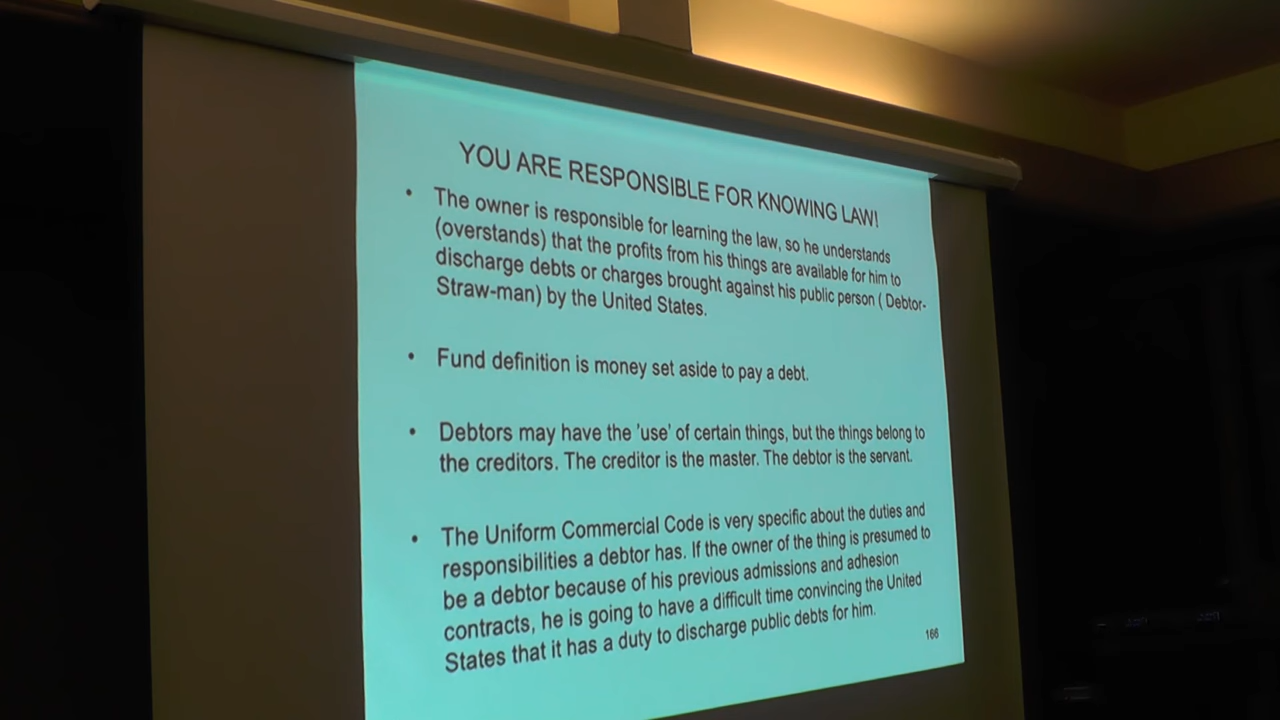 YOU ARE RESPONSIBLE FOR KNOWING LAW!
• The owner is responsible for learning the law, so he understands
(overstands) that the profits from his things are available for him to
discharge debts or charges brought against his public person ( Debtor-
Straw-man) by the United States.
• Fund definition is money set aside to pay a debt.
• Debtors may have the 'use' of certain things, but the things belong to
the creditors. The creditor is the master. The debtor is the servant.
• The Uniform Commercial Code is very specific about the duties and
responsibilities a debtor has. If the owner of the thing is presumed to
be a debtor because of his previous admissions and adhesion
contracts, he is going to have a difficult time convincing the United
States that it has a duty to discharge public debts for him.
166